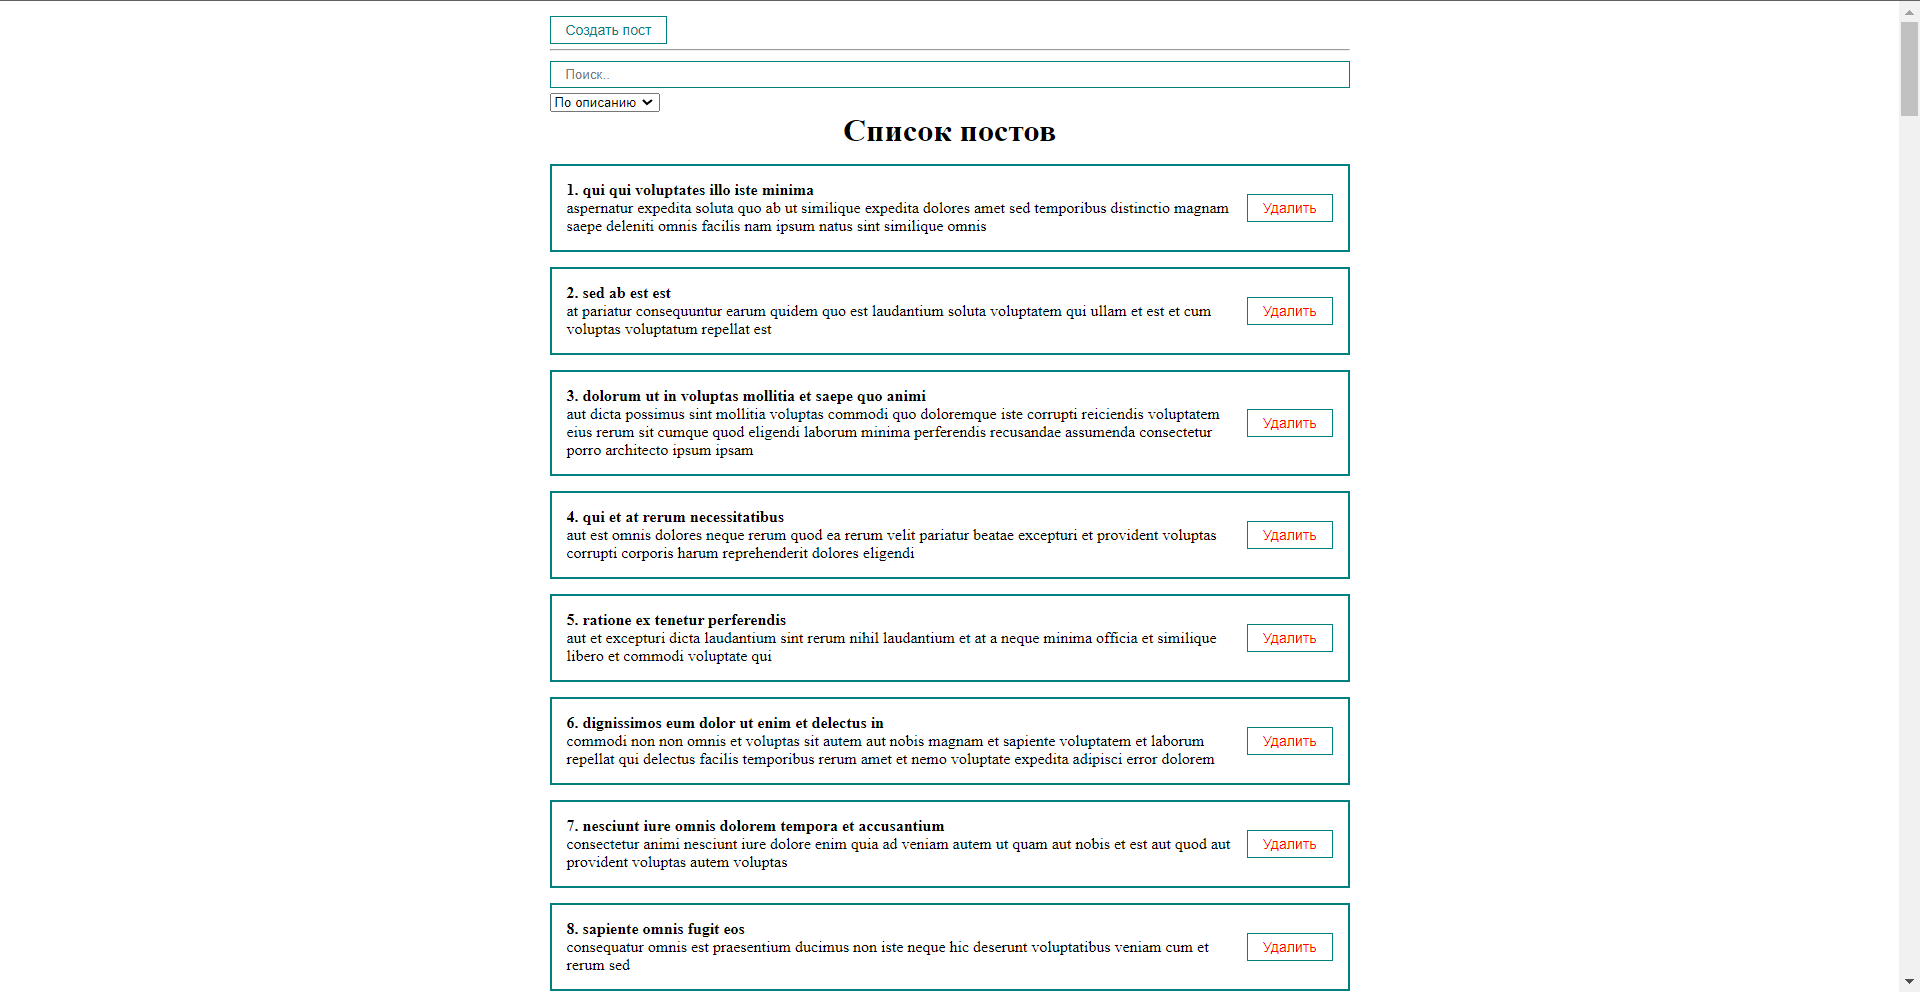 Создать пост
Поиск..
По описанию
Список постов
1. qui qui voluptates illo iste minima
aspernatur expedita soluta quo ab ut similique expedita dolores amet sed temporibus distinctio magnam
saepe deleniti omnis facilis nam ipsum natus sint similique omnis
Удалить
2. sed ab est est
at pariatur consequuntur earum quidem quo est laudantium soluta voluptatem qui ullam et est et cum
voluptas voluptatum repellat est
Удалить
3. dolorum ut in voluptas mollitia et saepe quo animi
aut dicta possimus sint mollitia voluptas commodi quo doloremque iste corrupti reiciendis voluptatem
eius rerum sit cumque quod eligendi laborum minima perferendis recusandae assumenda consectetur
porro architecto ipsum ipsam
Удалить
4. qui et at rerum necessitatibus
aut est omnis dolores neque rerum quod ea rerum velit pariatur beatae excepturi et provident voluptas
corrupti corporis harum reprehenderit dolores eligendi
Удалить
5. ratione ex tenetur perferendis
aut et excepturi dicta laudantium sint rerum nihil laudantium et at a neque minima officia et similique
libero et commodi voluptate qui
Удалить
6. dignissimos eum dolor ut enim et delectus in
commodi non non omnis et voluptas sit autem aut nobis magnam et sapiente voluptatem et laborum
repellat qui delectus facilis temporibus rerum amet et nemo voluptate expedita adipisci error dolorem
Удалить
7. nesciunt iure omnis dolorem tempora et accusantium
consectetur animi nesciunt iure dolore enim quia ad veniam autem ut quam aut nobis et est aut quod aut
provident voluptas autem voluptas
Удалить
8. sapiente omnis fugit eos
consequatur omnis est praesentium ducimus non iste neque hic deserunt voluptatibus veniam cum et
rerum sed
Удалить